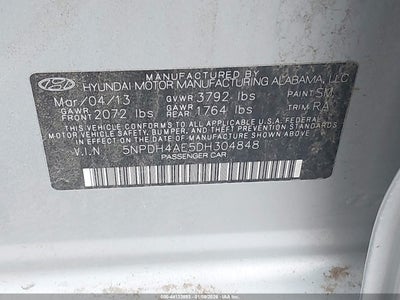 MANUFACTURED BY
HYUNDAI MOTOR MANUFACTURING ALABAMA, LLC
Mar/04/13 GVWR 3792 lbs PAINT SM
GAWR FRONT 2072 lbs GAWR REAR 1764 lbs TRIM RA
THIS VEHICLE CONFORMS TO ALL APPLICABLE U.S.A. FEDERAL
MOTOR VEHICLE SAFETY, BUMPER, AND THEFT PREVENTION
STANDARDS IN EFFECT ON THE DATE OF MANUFACTURE SHOWN ABOVE.
V.I.N 5NPDH4AE5DH304848
PASSENGER CAR